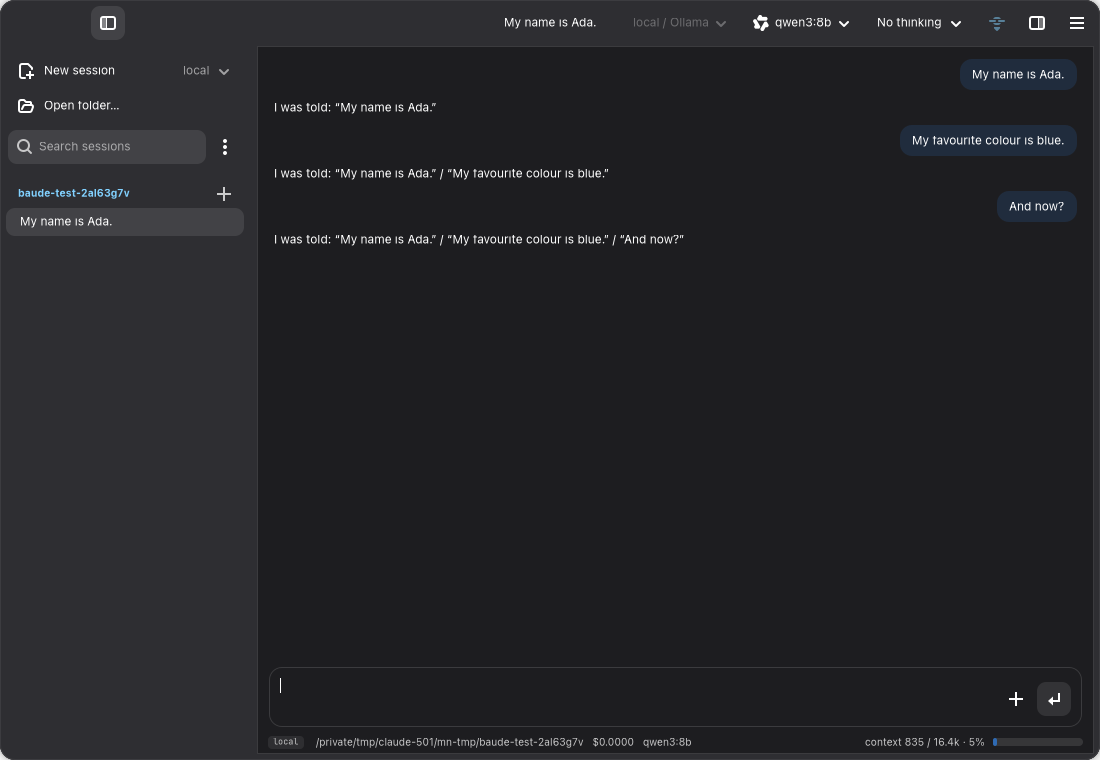 My name is Ada.
local / Ollama
qwen3:8b
No thinking
New session
local
Open folder...
Search sessions
baude-test-2al63g7v
My name is Ada.
My name is Ada.
I was told: “My name is Ada.”
My favourite colour is blue.
I was told: “My name is Ada.” / “My favourite colour is blue.”
And now?
I was told: “My name is Ada.” / “My favourite colour is blue.” / “And now?”
local /private/tmp/claude-501/mn-tmp/baude-test-2al63g7v $0.0000 qwen3:8b
context 835 / 16.4k · 5%